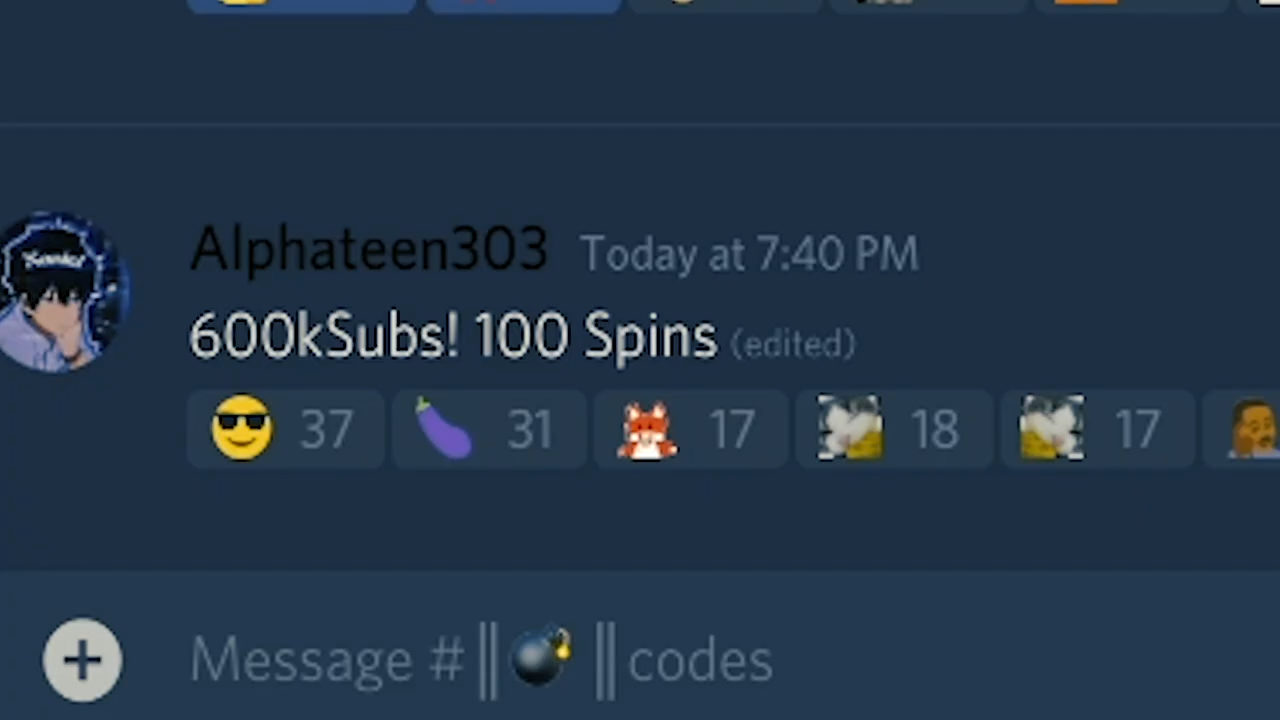 Alphateen303 Today at 7:40 PM
600kSubs! 100 Spins (edited)
37 31 17 18 17
Message #||💣||codes